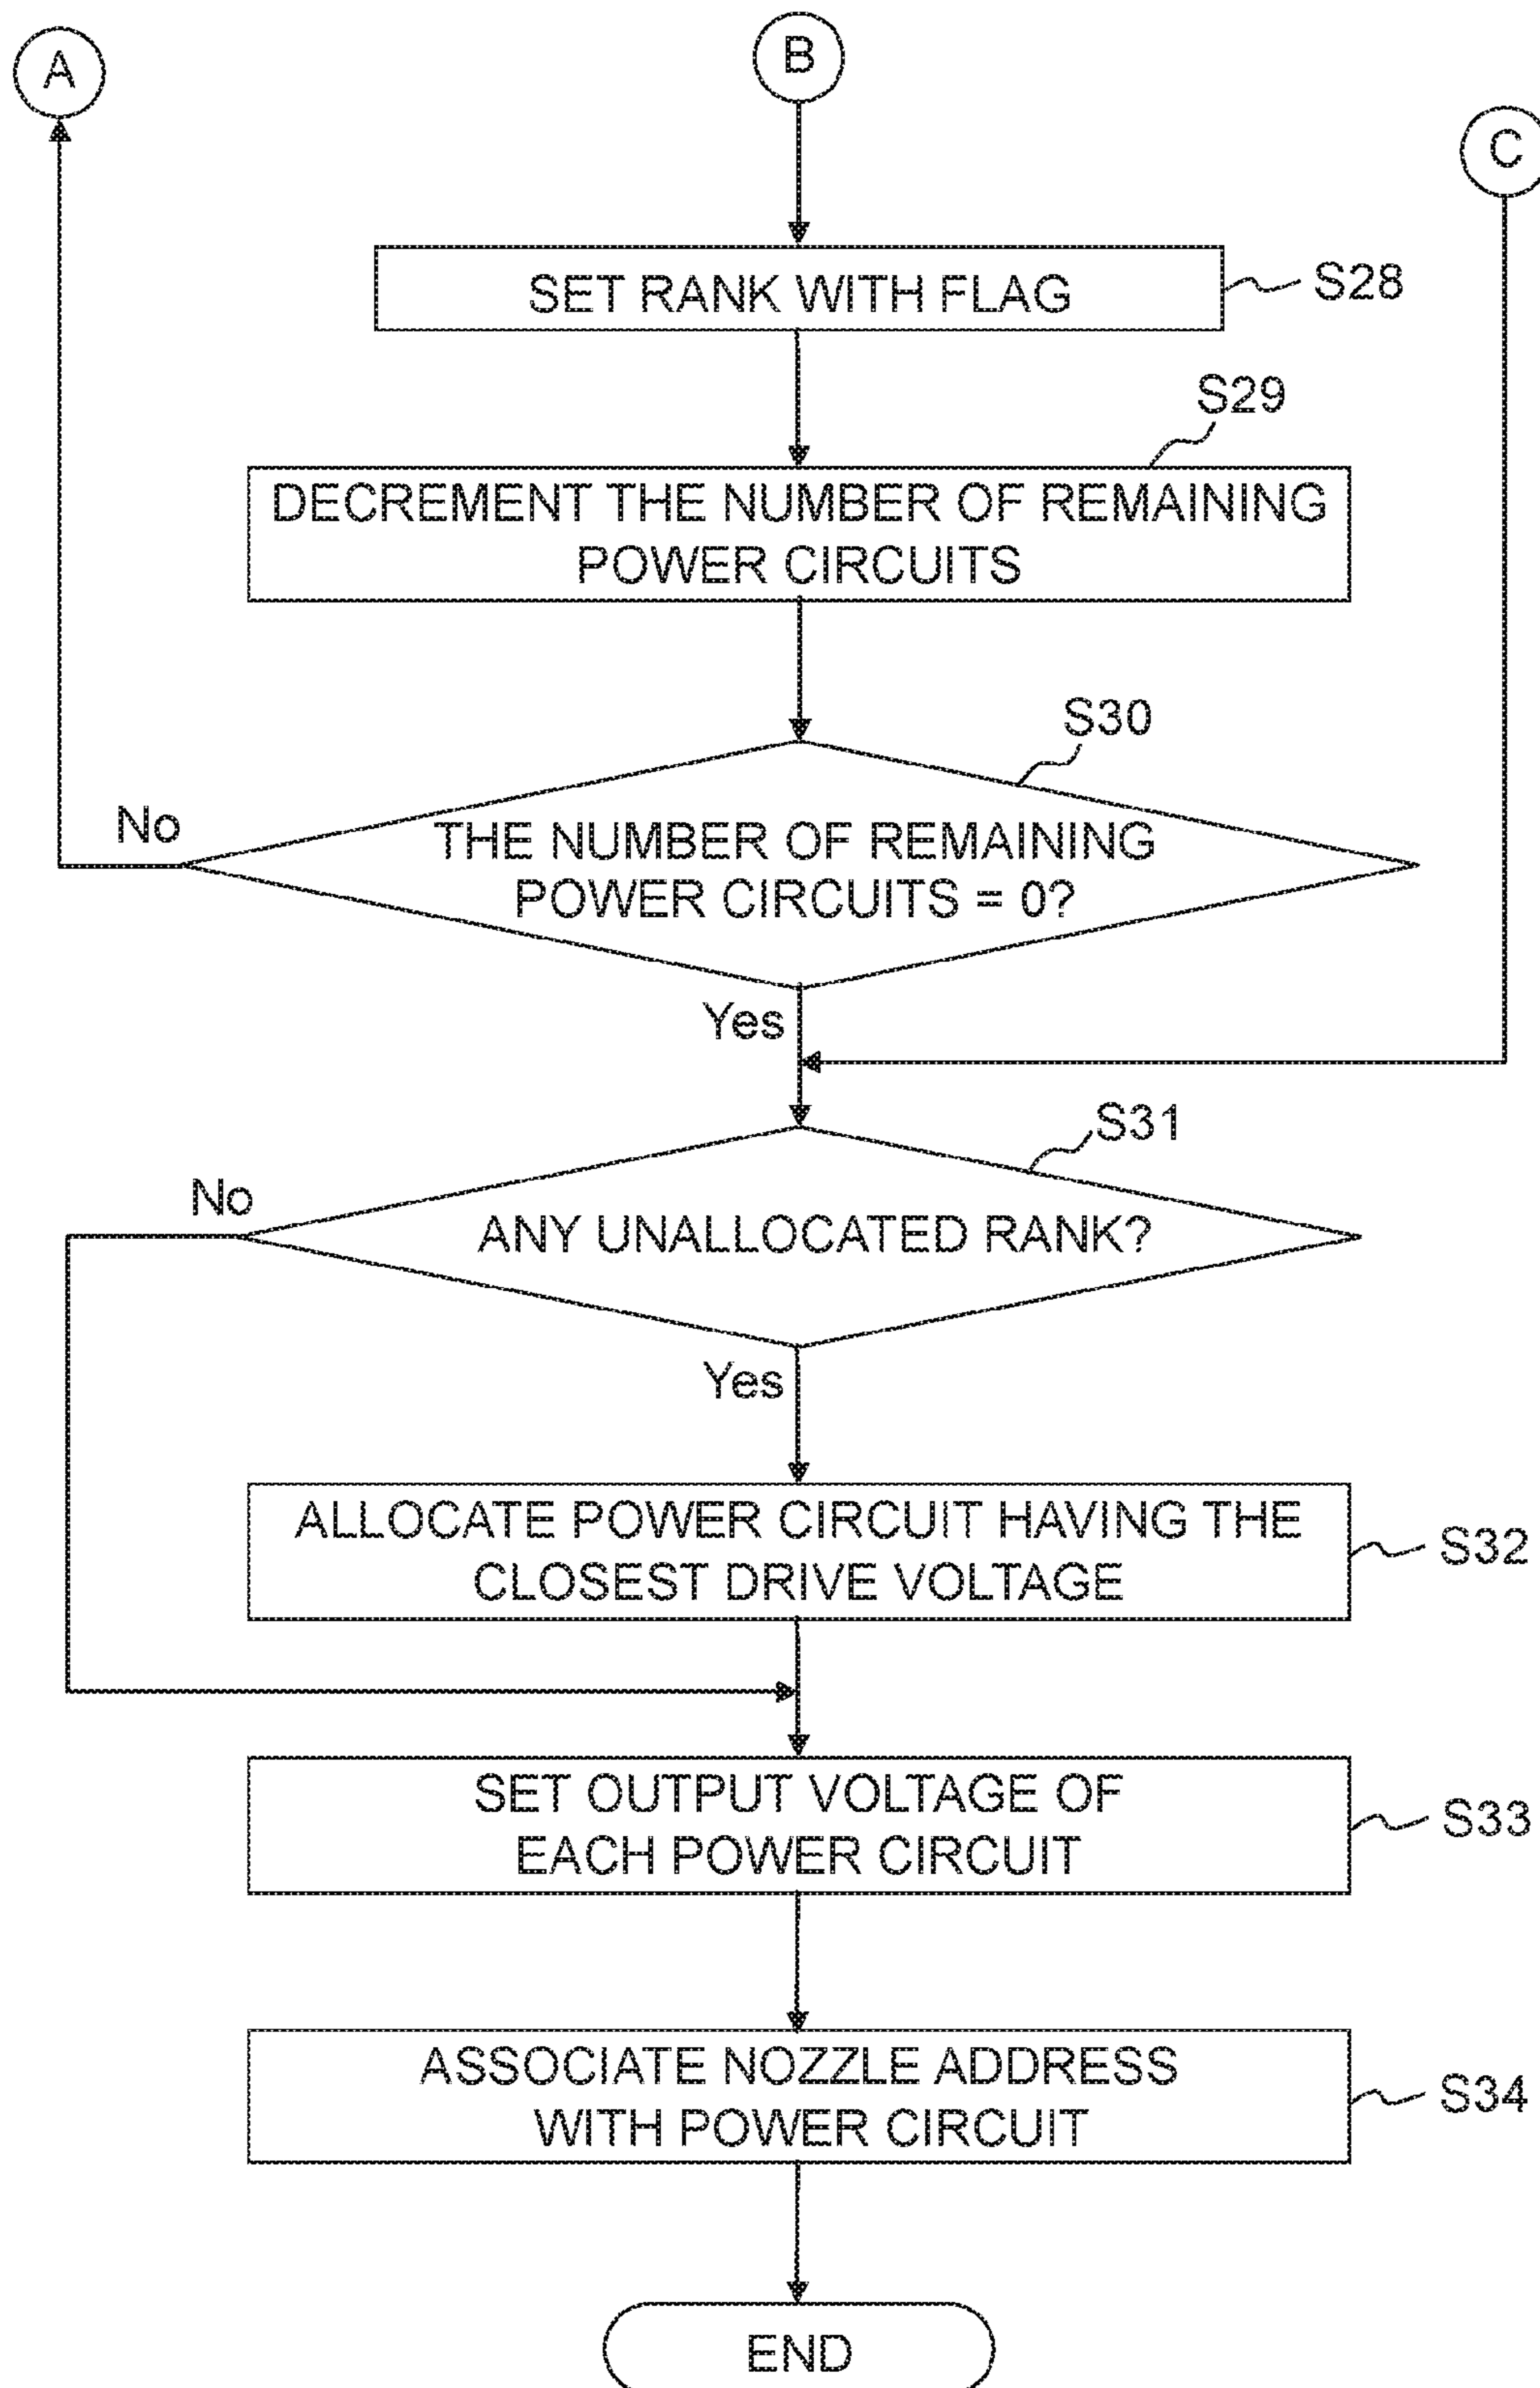 A
B
C
SET RANK WITH FLAG
S28
S29
DECREMENT THE NUMBER OF REMAINING
POWER CIRCUITS
S30
No
THE NUMBER OF REMAINING
POWER CIRCUITS = 0?
Yes
S31
No
ANY UNALLOCATED RANK?
Yes
ALLOCATE POWER CIRCUIT HAVING THE
CLOSEST DRIVE VOLTAGE
S32
SET OUTPUT VOLTAGE OF
EACH POWER CIRCUIT
S33
ASSOCIATE NOZZLE ADDRESS
WITH POWER CIRCUIT
S34
END